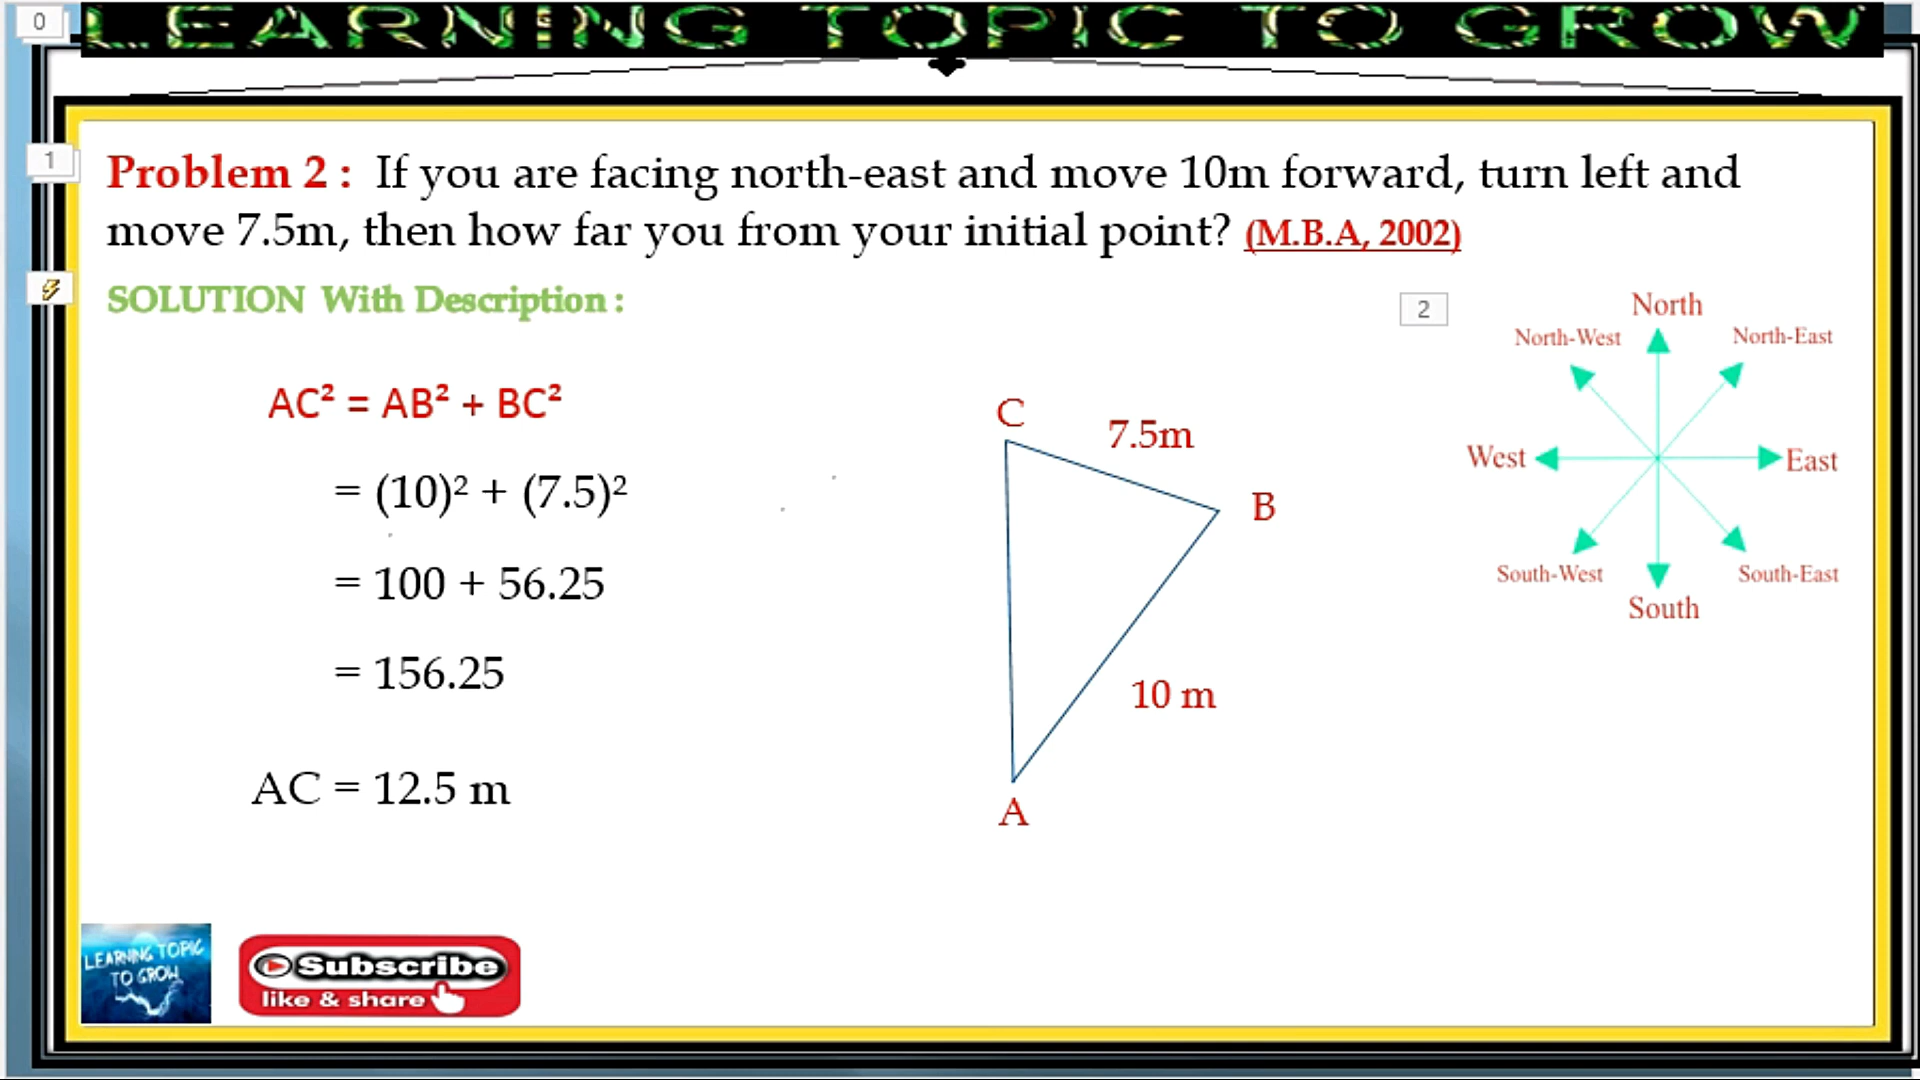 0
LEARNING TOPIC TO GROW
1
Problem 2 : If you are facing north-east and move 10m forward, turn left and
move 7.5m, then how far you from your initial point? (M.B.A, 2002)
SOLUTION With Description :
2
North
North-West
North-East
West
East
South-West
South-East
South
AC² = AB² + BC²
= (10)² + (7.5)²
= 100 + 56.25
= 156.25
AC = 12.5 m
C
7.5m
B
10 m
A
LEARNING TOPIC
TO GROW
Subscribe
like & share